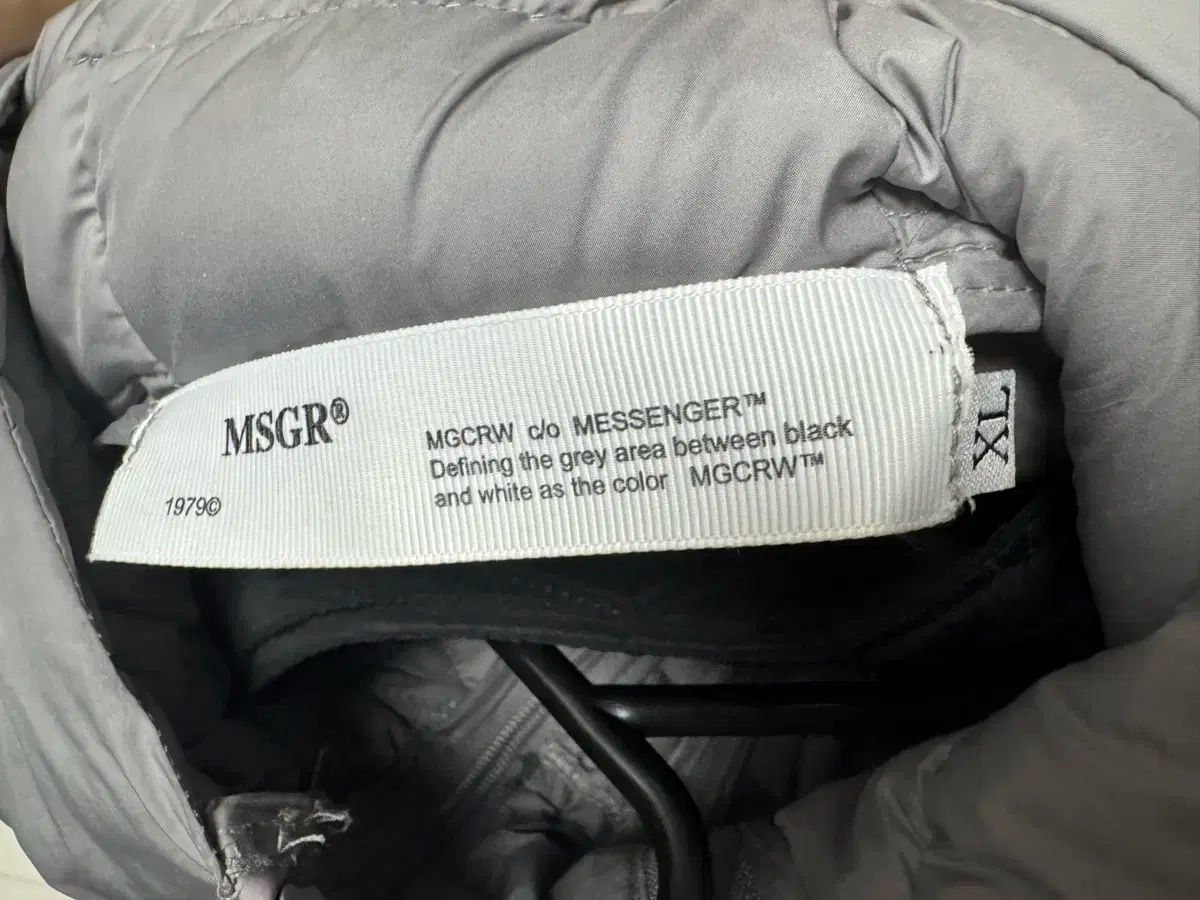 MSGR®
1979©
MGCRW c/o MESSENGER™
Defining the grey area between black
and white as the color MGCRW™
XL